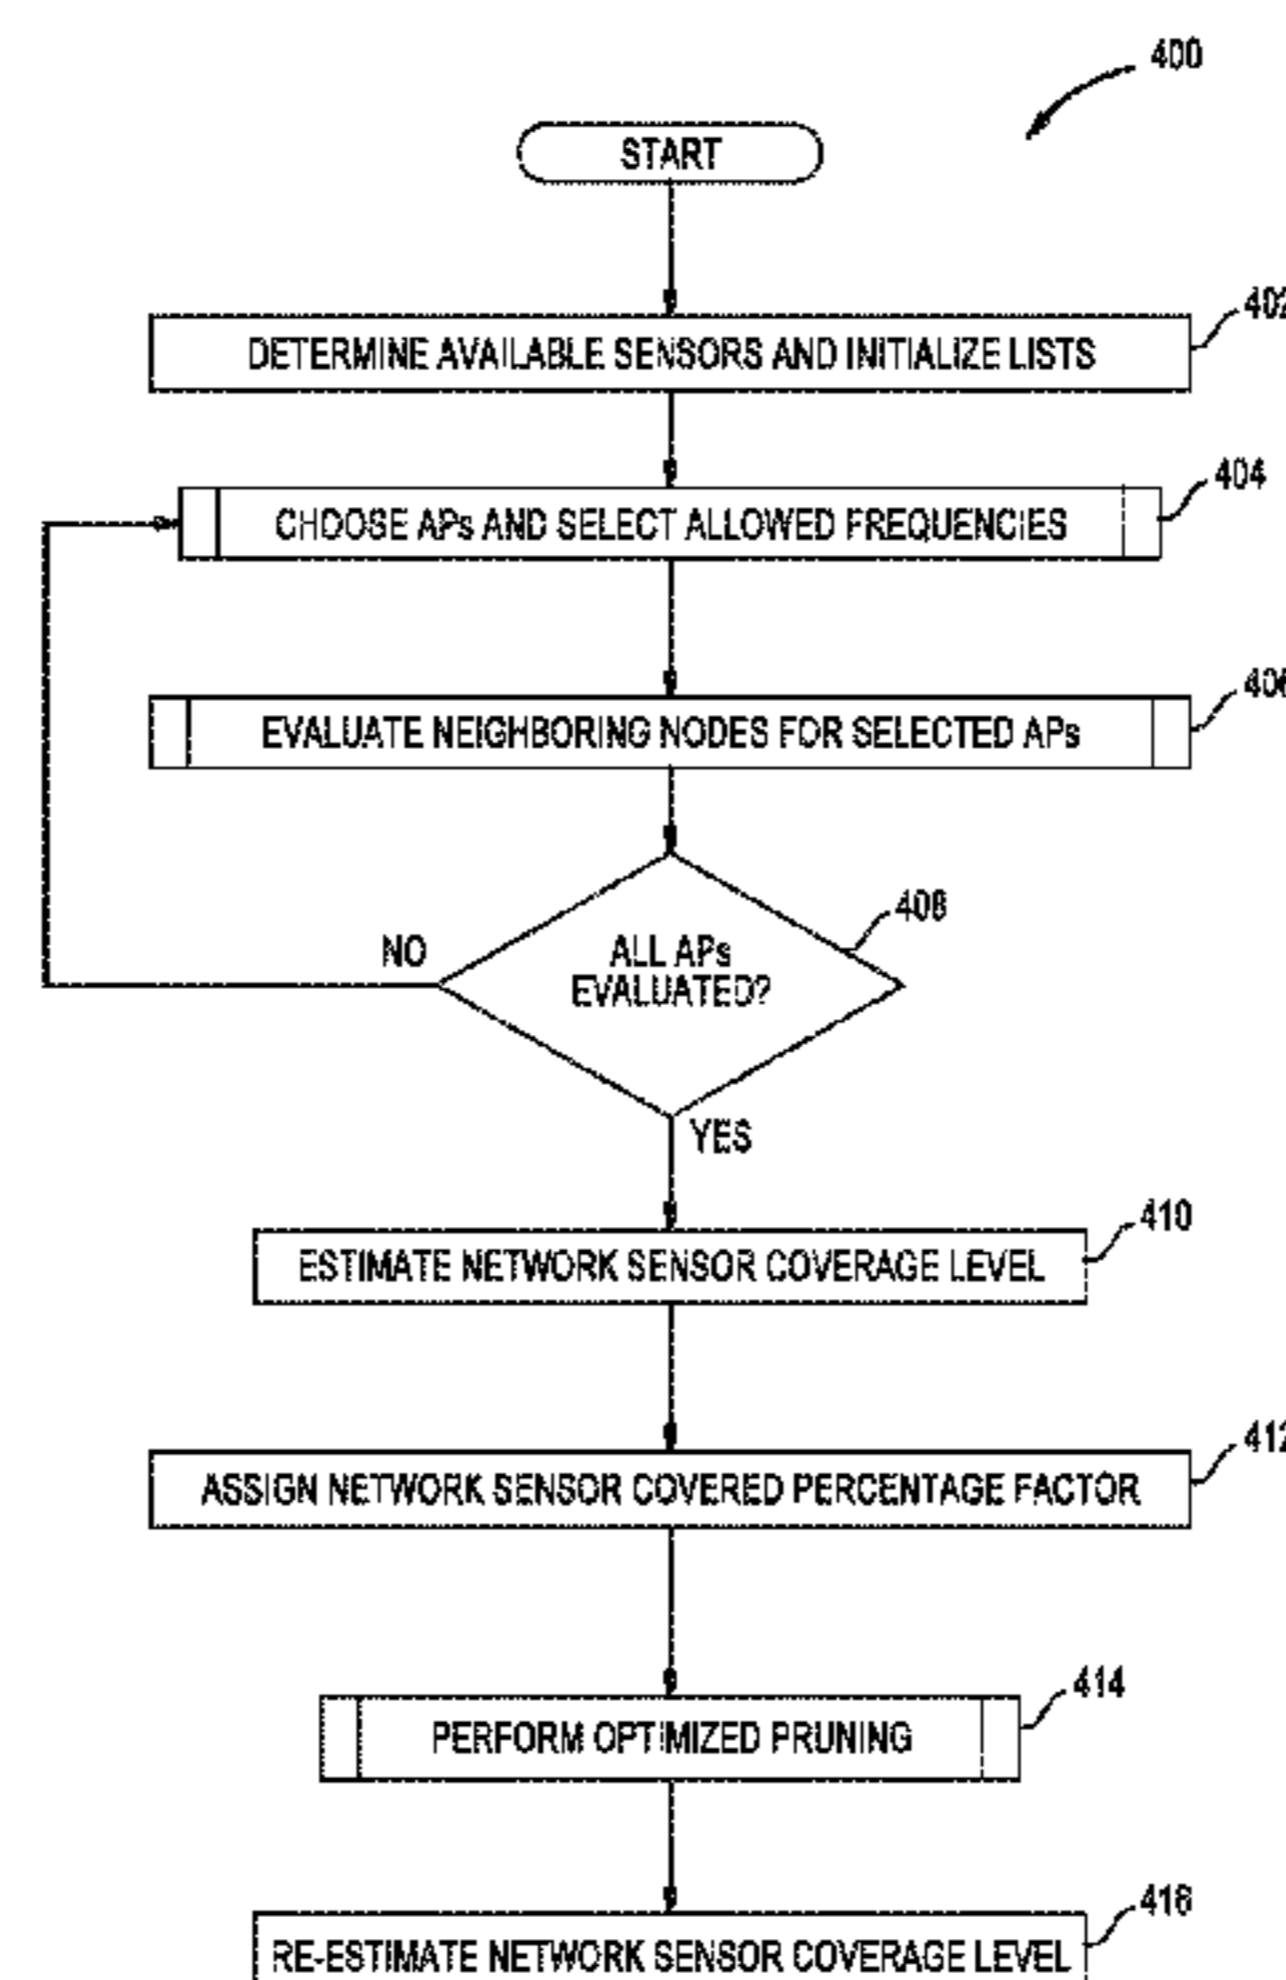 400
START
402
DETERMINE AVAILABLE SENSORS AND INITIALIZE LISTS
404
CHOOSE APs AND SELECT ALLOWED FREQUENCIES
406
EVALUATE NEIGHBORING NODES FOR SELECTED APs
408
NO
ALL APs
EVALUATED?
YES
410
ESTIMATE NETWORK SENSOR COVERAGE LEVEL
412
ASSIGN NETWORK SENSOR COVERED PERCENTAGE FACTOR
414
PERFORM OPTIMIZED PRUNING
416
RE-ESTIMATE NETWORK SENSOR COVERAGE LEVEL